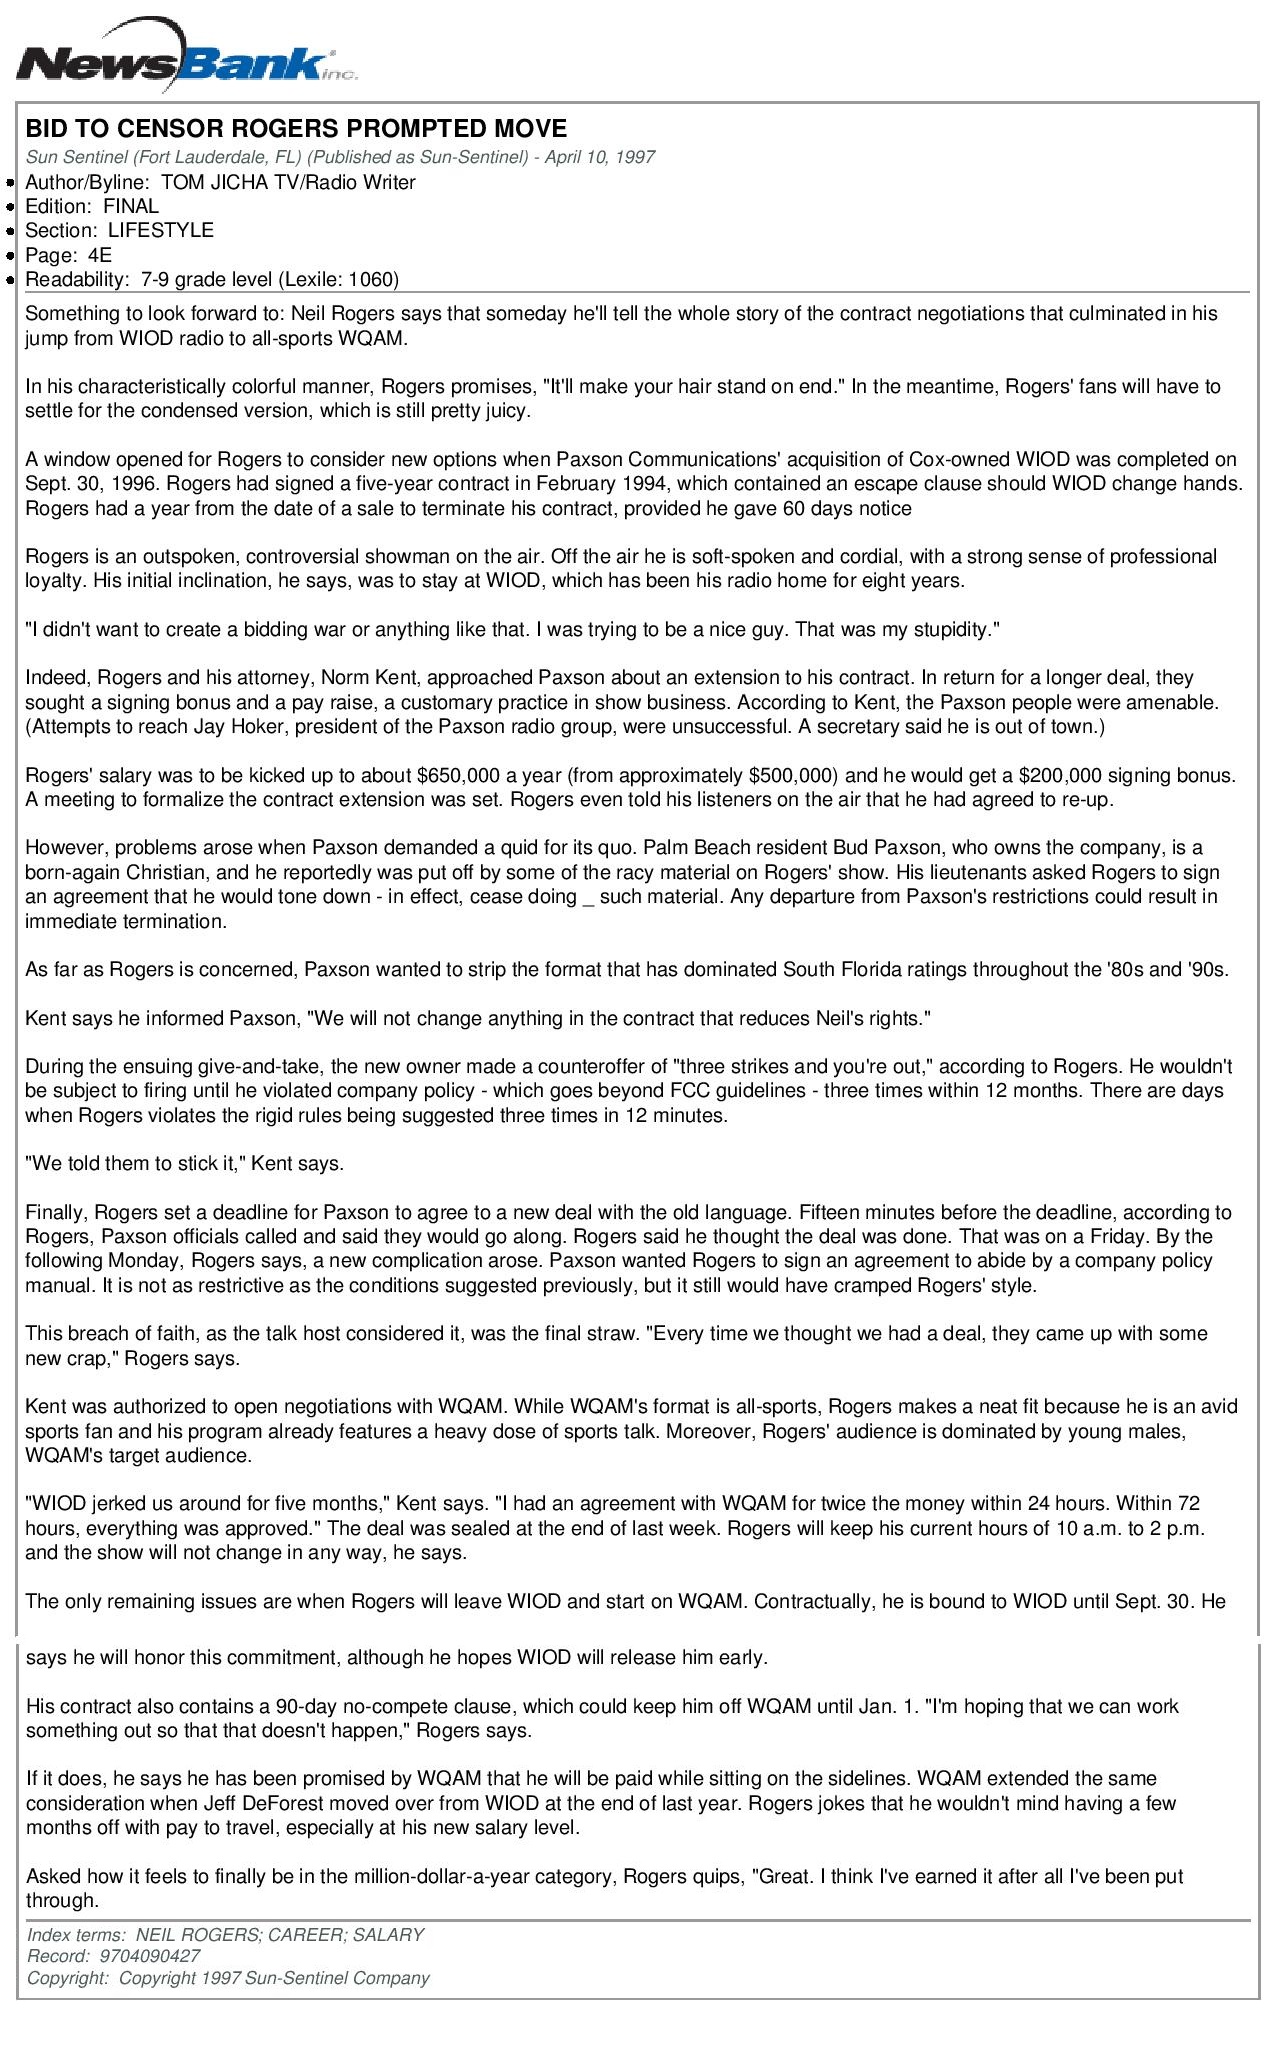 NewsBank inc.
BID TO CENSOR ROGERS PROMPTED MOVE
Sun Sentinel (Fort Lauderdale, FL) (Published as Sun-Sentinel) - April 10, 1997
• Author/Byline: TOM JICHA TV/Radio Writer
• Edition: FINAL
• Section: LIFESTYLE
• Page: 4E
• Readability: 7-9 grade level (Lexile: 1060)
Something to look forward to: Neil Rogers says that someday he'll tell the whole story of the contract negotiations that culminated in his
jump from WIOD radio to all-sports WQAM.
In his characteristically colorful manner, Rogers promises, "It'll make your hair stand on end." In the meantime, Rogers' fans will have to
settle for the condensed version, which is still pretty juicy.
A window opened for Rogers to consider new options when Paxson Communications' acquisition of Cox-owned WIOD was completed on
Sept. 30, 1996. Rogers had signed a five-year contract in February 1994, which contained an escape clause should WIOD change hands.
Rogers had a year from the date of a sale to terminate his contract, provided he gave 60 days notice
Rogers is an outspoken, controversial showman on the air. Off the air he is soft-spoken and cordial, with a strong sense of professional
loyalty. His initial inclination, he says, was to stay at WIOD, which has been his radio home for eight years.
"I didn't want to create a bidding war or anything like that. I was trying to be a nice guy. That was my stupidity."
Indeed, Rogers and his attorney, Norm Kent, approached Paxson about an extension to his contract. In return for a longer deal, they
sought a signing bonus and a pay raise, a customary practice in show business. According to Kent, the Paxson people were amenable.
(Attempts to reach Jay Hoker, president of the Paxson radio group, were unsuccessful. A secretary said he is out of town.)
Rogers' salary was to be kicked up to about $650,000 a year (from approximately $500,000) and he would get a $200,000 signing bonus.
A meeting to formalize the contract extension was set. Rogers even told his listeners on the air that he had agreed to re-up.
However, problems arose when Paxson demanded a quid for its quo. Palm Beach resident Bud Paxson, who owns the company, is a
born-again Christian, and he reportedly was put off by some of the racy material on Rogers' show. His lieutenants asked Rogers to sign
an agreement that he would tone down - in effect, cease doing _ such material. Any departure from Paxson's restrictions could result in
immediate termination.
As far as Rogers is concerned, Paxson wanted to strip the format that has dominated South Florida ratings throughout the '80s and '90s.
Kent says he informed Paxson, "We will not change anything in the contract that reduces Neil's rights."
During the ensuing give-and-take, the new owner made a counteroffer of "three strikes and you're out," according to Rogers. He wouldn't
be subject to firing until he violated company policy - which goes beyond FCC guidelines - three times within 12 months. There are days
when Rogers violates the rigid rules being suggested three times in 12 minutes.
"We told them to stick it," Kent says.
Finally, Rogers set a deadline for Paxson to agree to a new deal with the old language. Fifteen minutes before the deadline, according to
Rogers, Paxson officials called and said they would go along. Rogers said he thought the deal was done. That was on a Friday. By the
following Monday, Rogers says, a new complication arose. Paxson wanted Rogers to sign an agreement to abide by a company policy
manual. It is not as restrictive as the conditions suggested previously, but it still would have cramped Rogers' style.
This breach of faith, as the talk host considered it, was the final straw. "Every time we thought we had a deal, they came up with some
new crap," Rogers says.
Kent was authorized to open negotiations with WQAM. While WQAM's format is all-sports, Rogers makes a neat fit because he is an avid
sports fan and his program already features a heavy dose of sports talk. Moreover, Rogers' audience is dominated by young males,
WQAM's target audience.
"WIOD jerked us around for five months," Kent says. "I had an agreement with WQAM for twice the money within 24 hours. Within 72
hours, everything was approved." The deal was sealed at the end of last week. Rogers will keep his current hours of 10 a.m. to 2 p.m.
and the show will not change in any way, he says.
The only remaining issues are when Rogers will leave WIOD and start on WQAM. Contractually, he is bound to WIOD until Sept. 30. He
says he will honor this commitment, although he hopes WIOD will release him early.
His contract also contains a 90-day no-compete clause, which could keep him off WQAM until Jan. 1. "I'm hoping that we can work
something out so that that doesn't happen," Rogers says.
If it does, he says he has been promised by WQAM that he will be paid while sitting on the sidelines. WQAM extended the same
consideration when Jeff DeForest moved over from WIOD at the end of last year. Rogers jokes that he wouldn't mind having a few
months off with pay to travel, especially at his new salary level.
Asked how it feels to finally be in the million-dollar-a-year category, Rogers quips, "Great. I think I've earned it after all I've been put
through.
Index terms: NEIL ROGERS; CAREER; SALARY
Record: 9704090427
Copyright: Copyright 1997 Sun-Sentinel Company